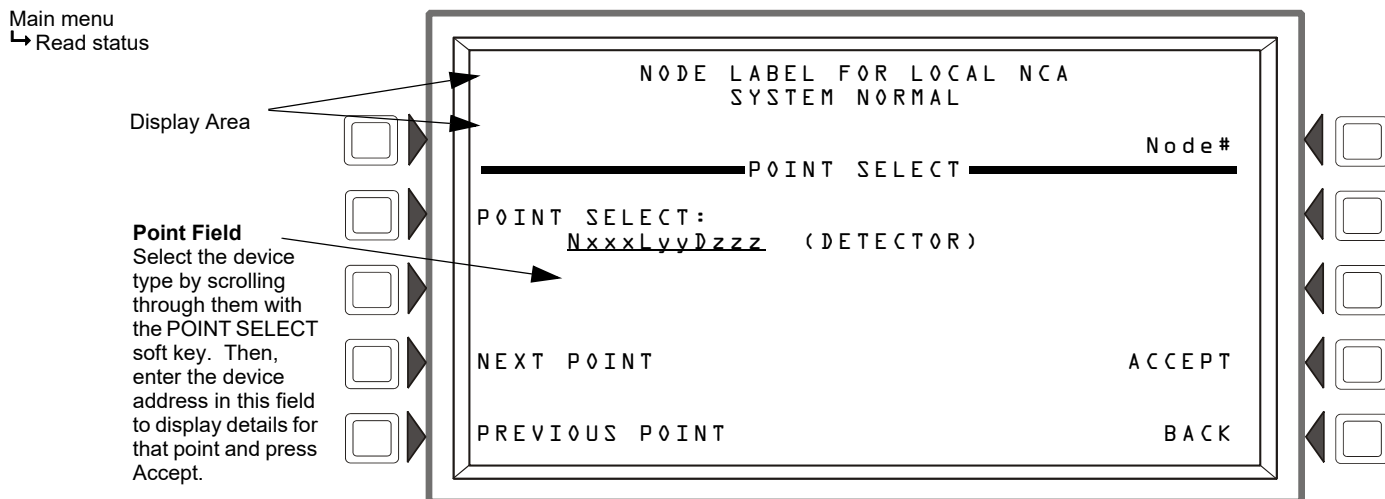 Main menu
Read status
Display Area
Point Field
Select the device
type by scrolling
through them with
the POINT SELECT
soft key. Then,
enter the device
address in this field
to display details for
that point and press
Accept.
NODE LABEL FOR LOCAL NCA
SYSTEM NORMAL
Node#
POINT SELECT
POINT SELECT:
NxxxLyyDzzz (DETECTOR)
NEXT POINT ACCEPT
PREVIOUS POINT BACK